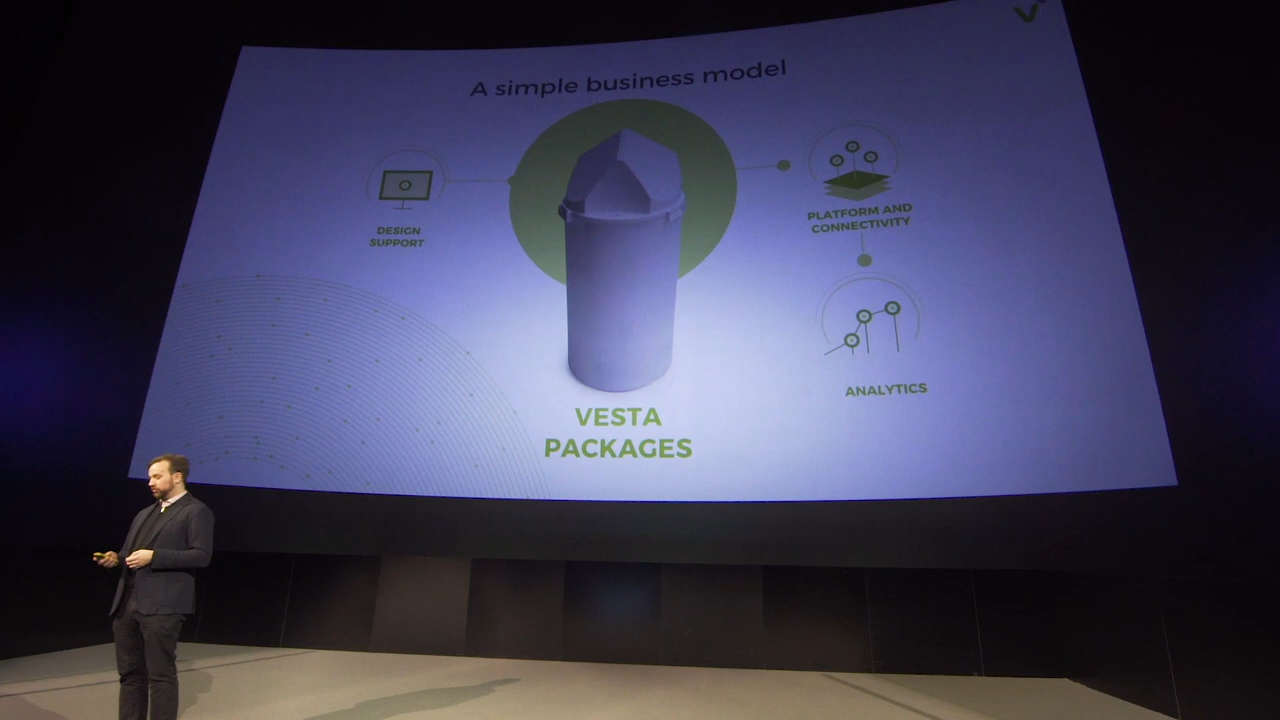 A simple business model
DESIGN
SUPPORT
PLATFORM AND
CONNECTIVITY
ANALYTICS
VESTA
PACKAGES